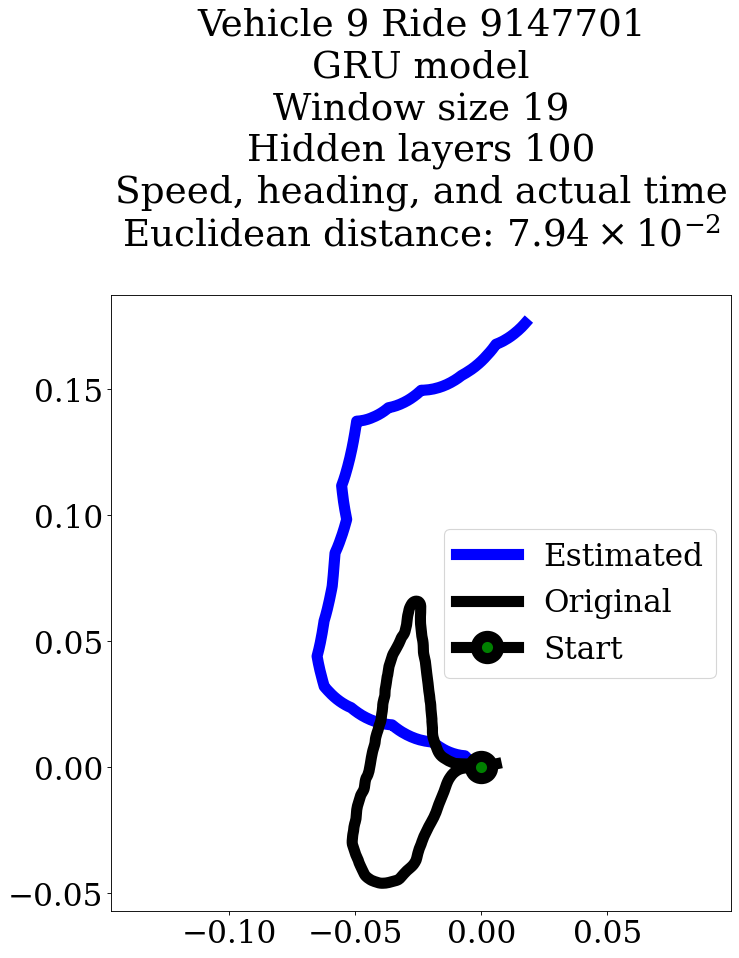 Vehicle 9 Ride 9147701
GRU model
Window size 19
Hidden layers 100
Speed, heading, and actual time
Euclidean distance: 7.94 × 10⁻²
0.15
0.10
0.05
0.00
−0.05
Estimated
Original
Start
−0.10 −0.05 0.00 0.05